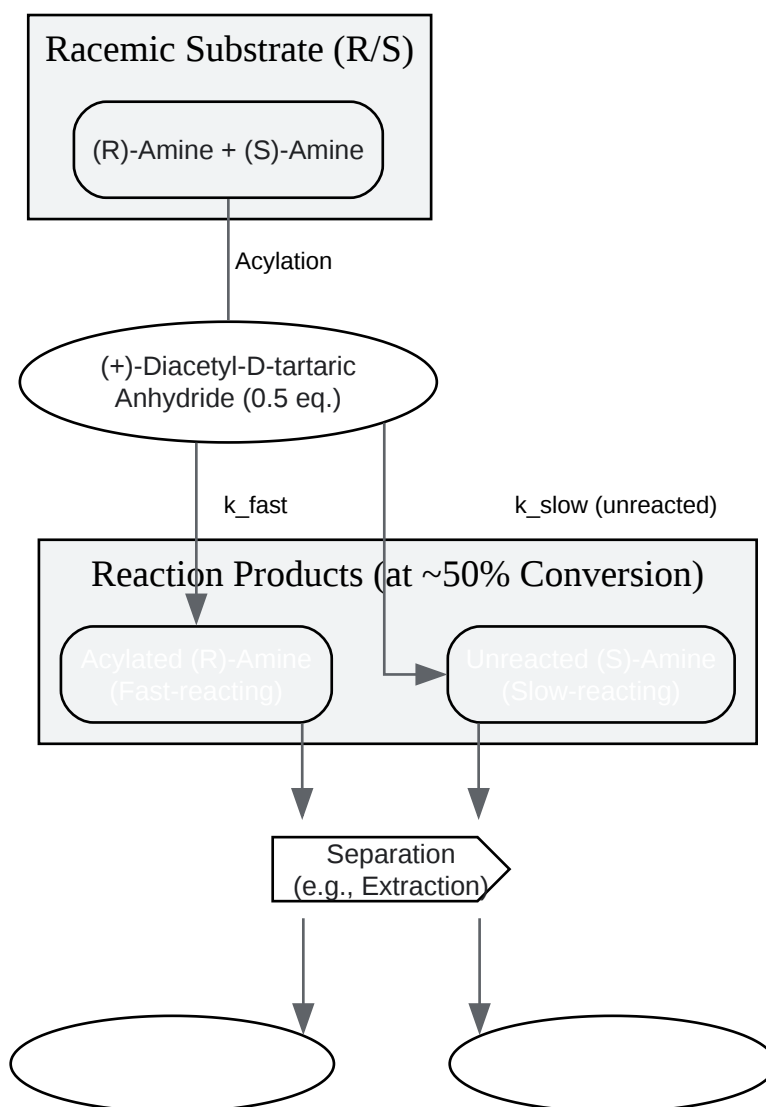 Racemic Substrate (R/S)
(R)-Amine + (S)-Amine
Acylation
(+)-Diacetyl-D-tartaric
Anhydride (0.5 eq.)
k_fast
k_slow (unreacted)
Reaction Products (at ~50% Conversion)
Acylated (R)-Amine
(Fast-reacting)
Unreacted (S)-Amine
(Slow-reacting)
Separation
(e.g., Extraction)